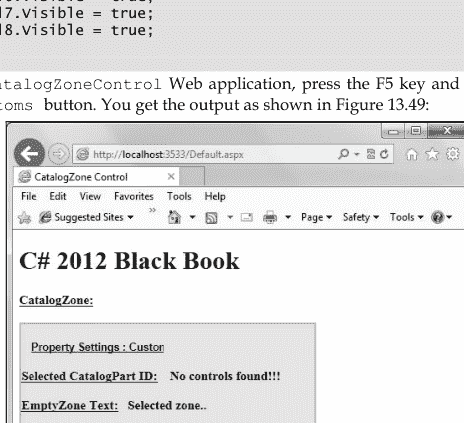 17.Visible = true;
18.Visible = true;
atalogZoneControl Web application, press the F5 key and
toms button. You get the output as shown in Figure 13.49:
http://localhost:3533/Default.aspx
CatalogZone Control
File Edit View Favorites Tools Help
Suggested Sites
Page Safety Tools
C# 2012 Black Book
CatalogZone:
Property Settings : Custon
Selected CatalogPart ID: No controls found!!!
EmptyZone Text: Selected zone..